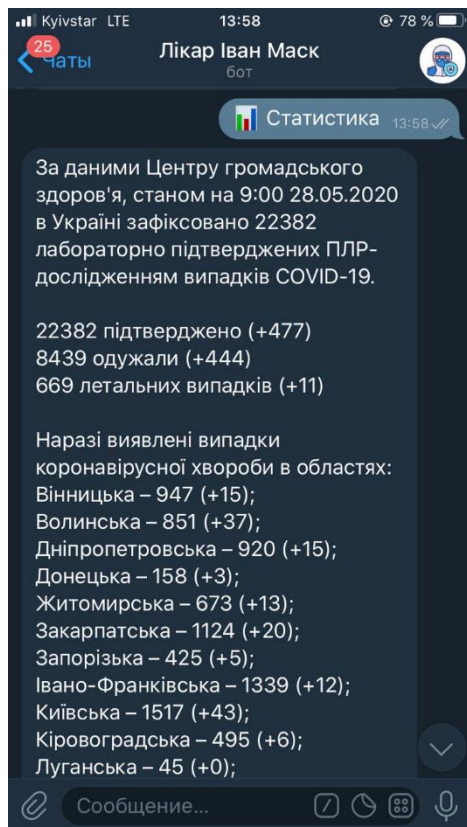 Kyivstar LTE 13:58 78 %
25
Чаты Лікар Іван Маск
бот
Статистика 13:58
За даними Центру громадського
здоров'я, станом на 9:00 28.05.2020
в Україні зафіксовано 22382
лабораторно підтверджених ПЛР-
дослідженням випадків COVID-19.
22382 підтверджено (+477)
8439 одужали (+444)
669 летальних випадків (+11)
Наразі виявлені випадки
коронавірусної хвороби в областях:
Вінницька – 947 (+15);
Волинська – 851 (+37);
Дніпропетровська – 920 (+15);
Донецька – 158 (+3);
Житомирська – 673 (+13);
Закарпатська – 1124 (+20);
Запорізька – 425 (+5);
Івано-Франківська – 1339 (+12);
Київська – 1517 (+43);
Кіровоградська – 495 (+6);
Луганська – 45 (+0);
Сообщение...